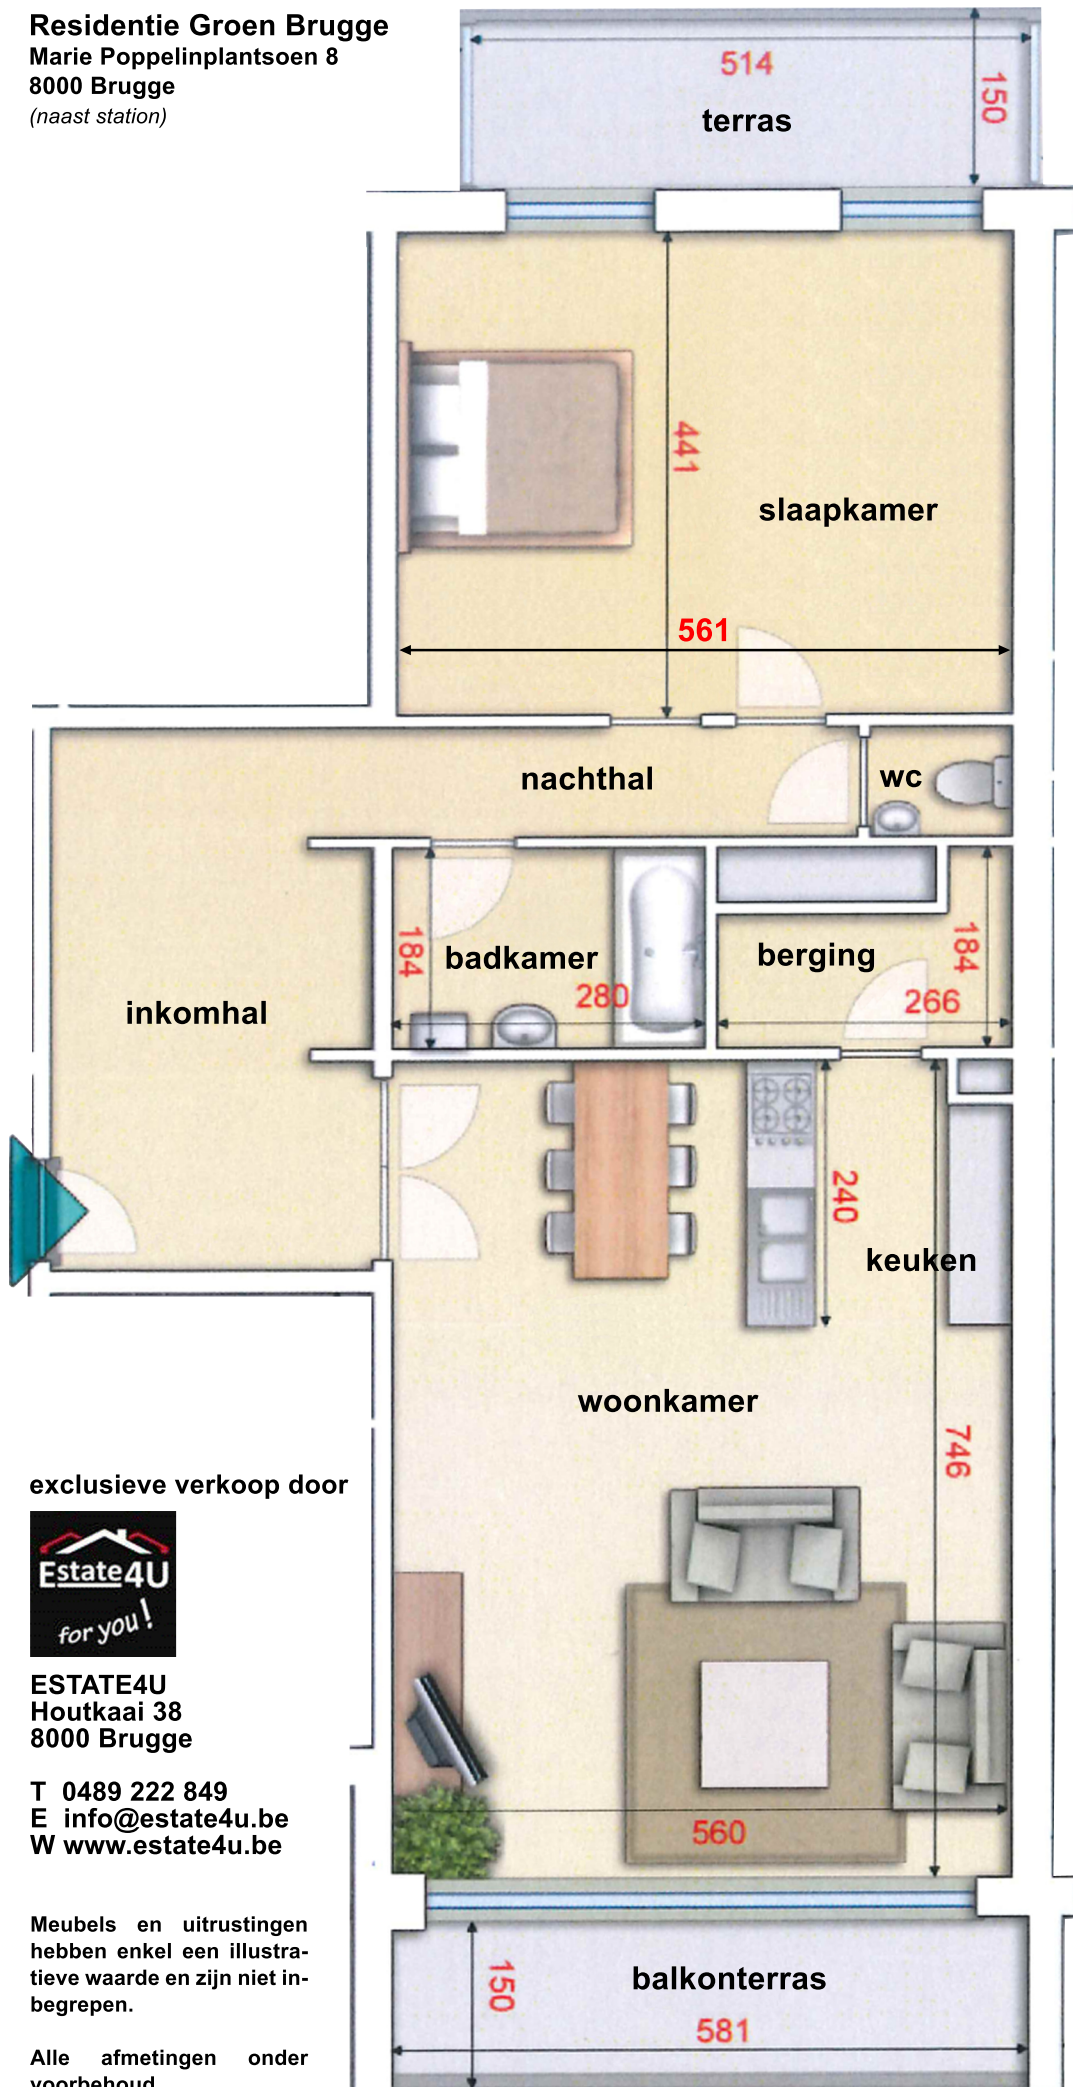 Residentie Groen Brugge
Marie Poppelinplantsoen 8
8000 Brugge
(naast station)
514
150
terras
441
slaapkamer
561
nachthal
wc
184
badkamer
280
berging
184
266
inkomhal
240
keuken
woonkamer
746
560
150
balkonterras
581
exclusieve verkoop door
Estate4U
for you!
ESTATE4U
Houtkaai 38
8000 Brugge
T 0489 222 849
E info@estate4u.be
W www.estate4u.be
Meubels en uitrustingen
hebben enkel een illustra-
tieve waarde en zijn niet in-
begrepen.
Alle afmetingen onder
voorbehoud